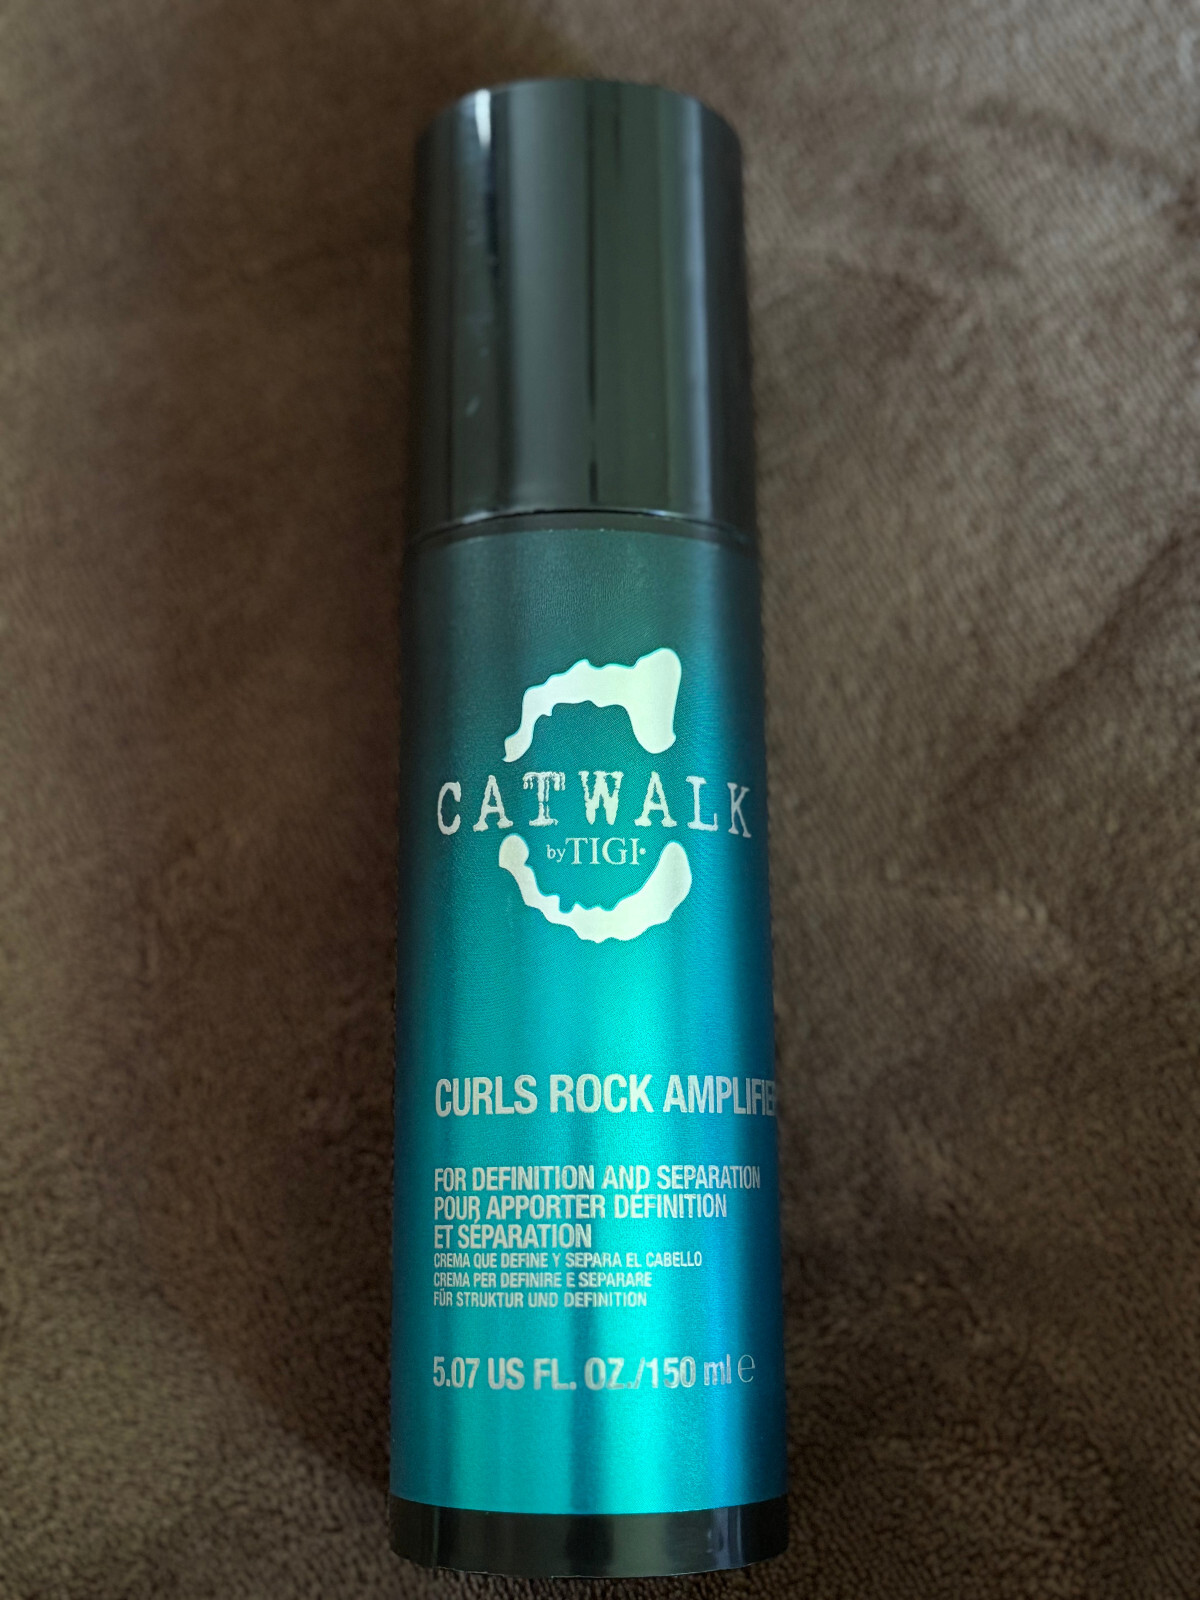 CATWALK
by TIGI
CURLS ROCK AMPLIFIE
FOR DEFINITION AND SEPARATION
POUR APPORTER DÉFINITION
ET SÉPARATION
CREMA QUE DEFINE Y SEPARA EL CABELLO
CREMA PER DEFINIRE E SEPARARE
FÜR STRUKTUR UND DEFINITION
5.07 US FL. OZ./150 ml ℮